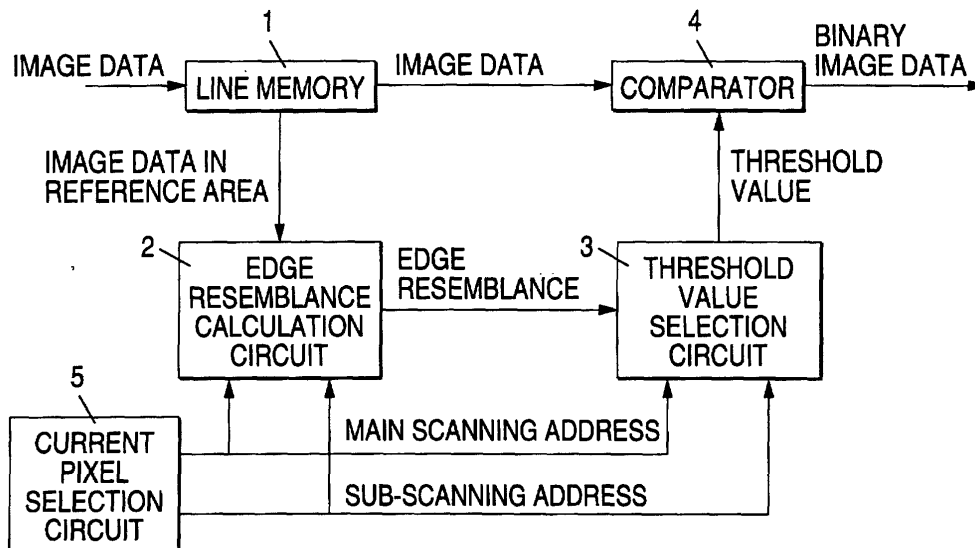 1
4
BINARY
IMAGE DATA
IMAGE DATA
LINE MEMORY
IMAGE DATA
COMPARATOR
IMAGE DATA IN
REFERENCE AREA
THRESHOLD
VALUE
2
EDGE
RESEMBLANCE
CALCULATION
CIRCUIT
EDGE
RESEMBLANCE
3
THRESHOLD
VALUE
SELECTION
CIRCUIT
5
CURRENT
PIXEL
SELECTION
CIRCUIT
MAIN SCANNING ADDRESS
SUB-SCANNING ADDRESS